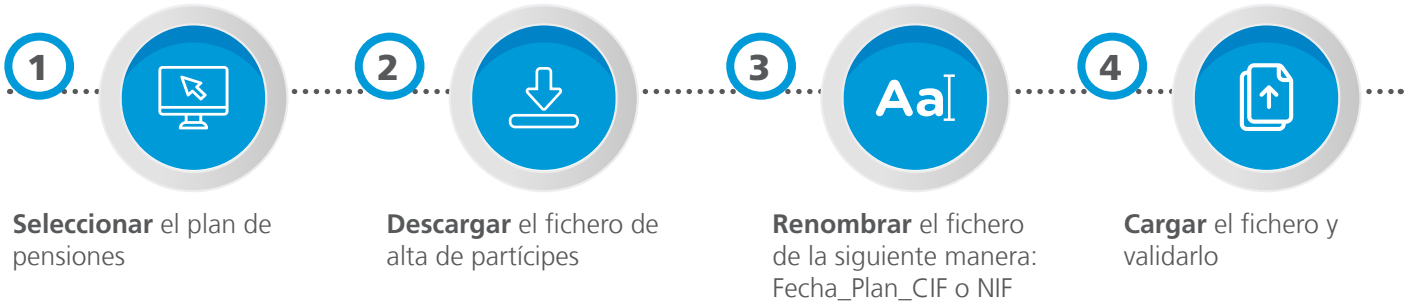 1
2
3
4
Aa
Seleccionar el plan de
pensiones
Descargar el fichero de
alta de partícipes
Renombrar el fichero
de la siguiente manera:
Fecha_Plan_CIF o NIF
Cargar el fichero y
validarlo